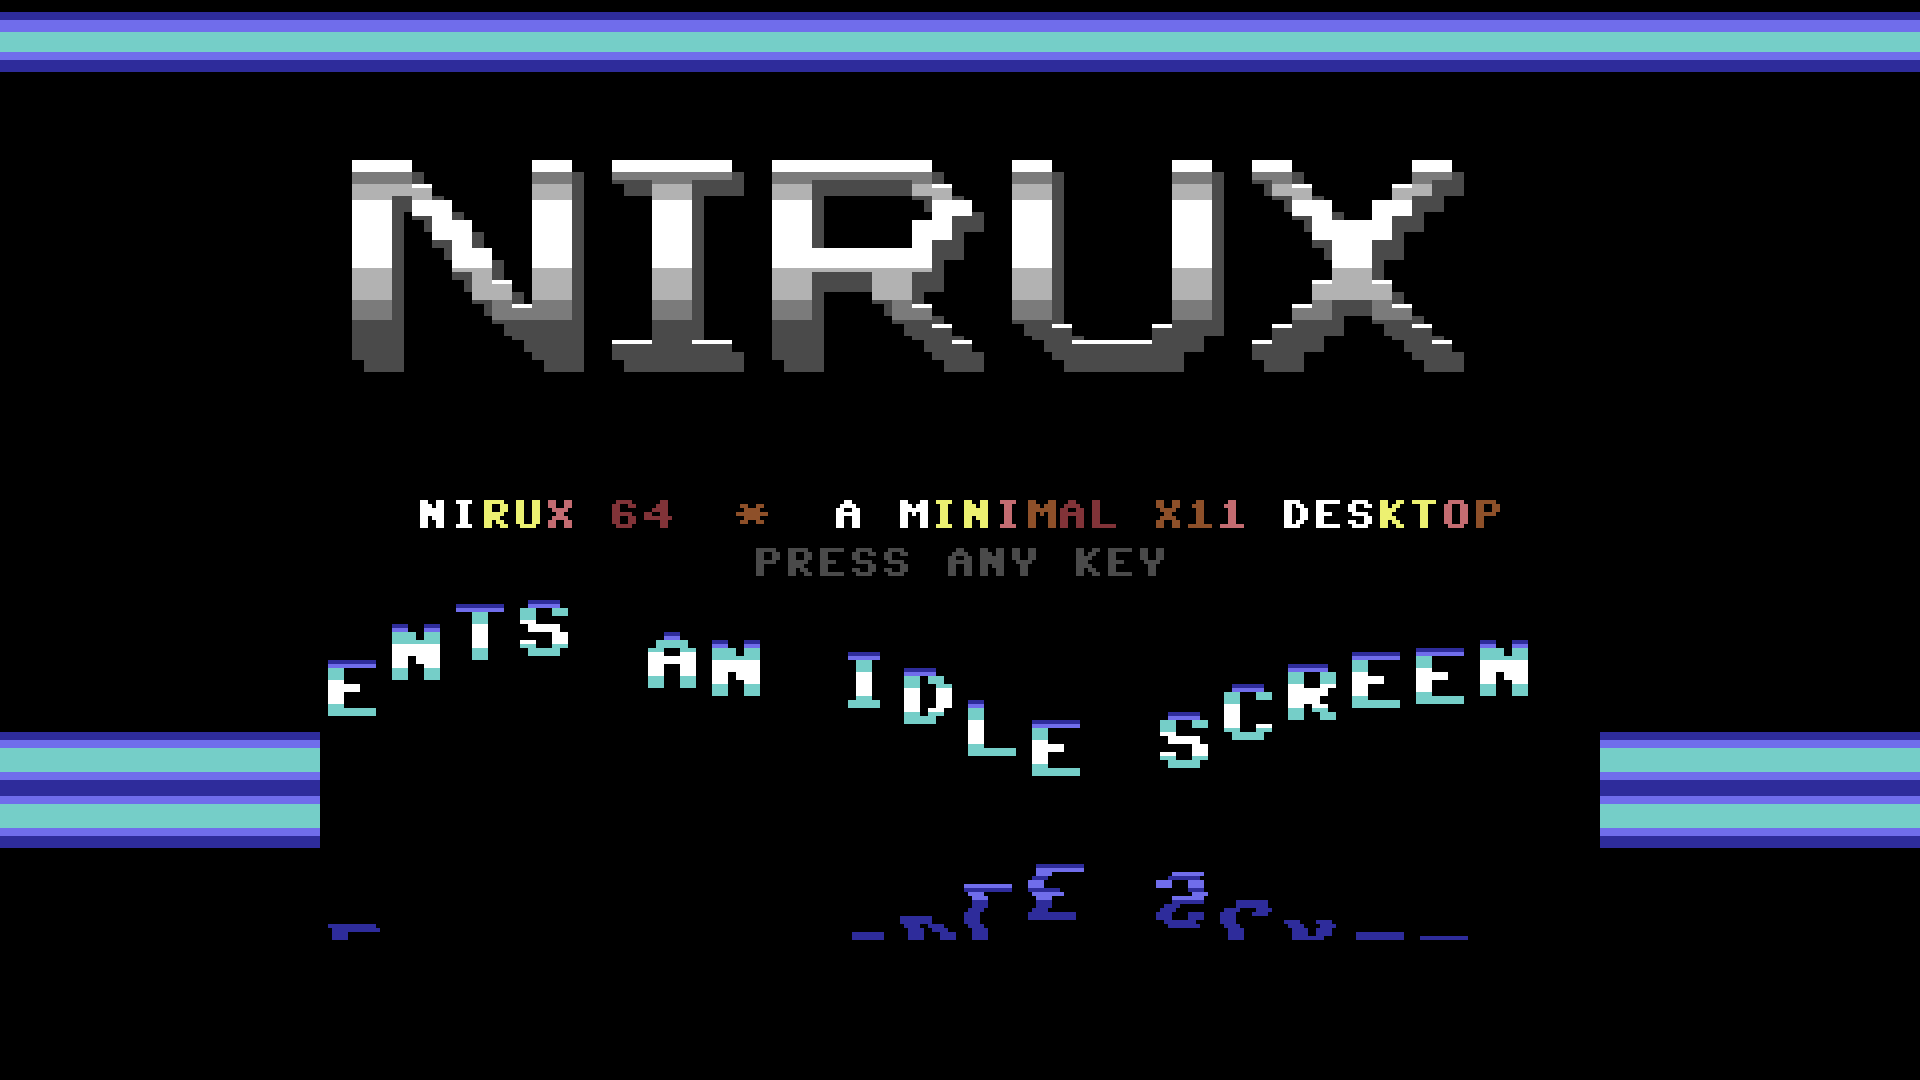 NIRUX
NIRUX 64 * A MINIMAL X11 DESKTOP
PRESS ANY KEY
ENTS AN IDLE SCREEN